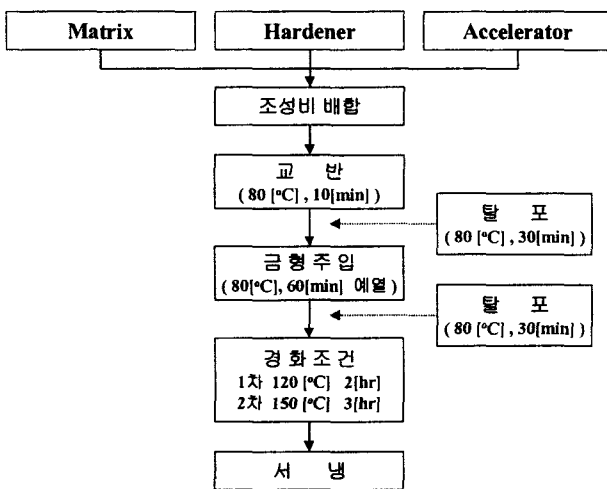 Matrix Hardener Accelerator
조성비 배합
교 반
( 80 [°C] , 10[min] )
탈 포
( 80 [°C] , 30[min] )
금 형 주 입
( 80[°C], 60[min] 예열 )
탈 포
( 80 [°C] , 30[min] )
경 화 조 건
1차 120 [°C] 2[hr]
2차 150 [°C] 3[hr]
서 냉